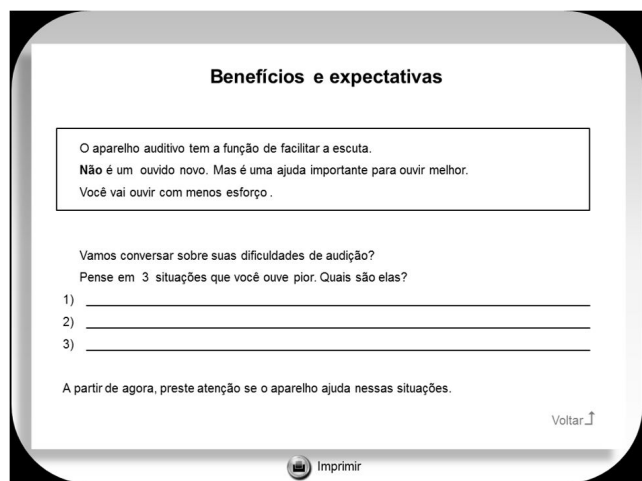 Benefícios e expectativas
O aparelho auditivo tem a função de facilitar a escuta.
Não é um ouvido novo. Mas é uma ajuda importante para ouvir melhor.
Você vai ouvir com menos esforço .
Vamos conversar sobre suas dificuldades de audição?
Pense em 3 situações que você ouve pior. Quais são elas?
1)
2)
3)
A partir de agora, preste atenção se o aparelho ajuda nessas situações.
Voltar
Imprimir